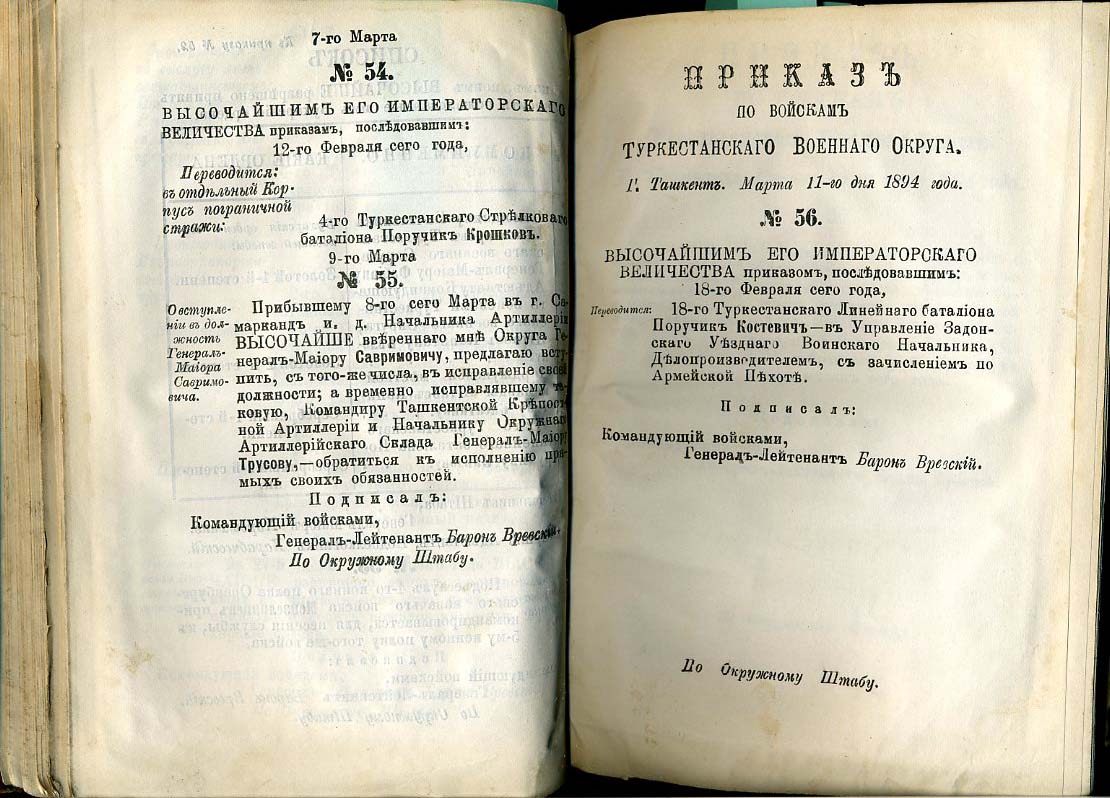 7-го Марта
№ 54.
ВЫСОЧАЙШИМЪ ЕГО ИМПЕРАТОРСКАГО
ВЕЛИЧЕСТВА приказамъ, послѣдовавшимъ:
12-го Февраля сего года,
Переводится:
въ отдѣльный Кор-
пусъ пограничной
стражи:
4-го Туркестанскаго Стрѣлковаго
баталіона Поручикъ Крошковъ.
9-го Марта
№ 55.
О вступле-
ніи въ дол-
жность
Генералъ-
Маіора
Савримо-
вича.
Прибывшему 8-го сего Марта въ г. Са-
маркандъ и. д. Начальника Артиллеріи
ВЫСОЧАЙШЕ ввѣреннаго мнѣ Округа Ге-
нералъ-Маіору Савримовичу, предлагаю всту-
пить, съ того-же числа, въ исправленіе своей
должности; а временно исправлявшему та-
ковую, Командиру Ташкентской Крѣпост-
ной Артиллеріи и Начальнику Окружнаго
Артиллерійскаго Склада Генералъ-Маіору
Трусову,—обратиться къ исполненію пря-
мыхъ своихъ обязанностей.
Подписалъ:
Командующій войсками,
Генералъ-Лейтенантъ Баронъ Вревскій.
По Окружному Штабу.
ПРИКАЗЪ
ПО ВОЙСКАМЪ
ТУРКЕСТАНСКАГО ВОЕННАГО ОКРУГА.
Г. Ташкентъ. Марта 11-го дня 1894 года.
№ 56.
ВЫСОЧАЙШИМЪ ЕГО ИМПЕРАТОРСКАГО
ВЕЛИЧЕСТВА приказомъ, послѣдовавшимъ:
18-го Февраля сего года,
Переводится:
18-го Туркестанскаго Линейнаго баталіона
Поручикъ Костевичъ—въ Управленіе Задон-
скаго Уѣзднаго Воинскаго Начальника,
Дѣлопроизводителемъ, съ зачисленіемъ по
Армейской Пѣхотѣ.
Подписалъ:
Командующій войсками,
Генералъ-Лейтенантъ Баронъ Вревскій.
По Окружному Штабу.